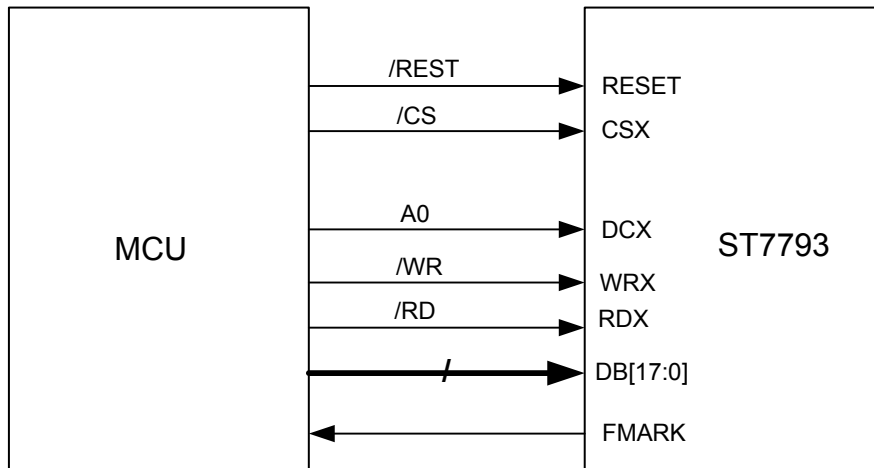 /REST
RESET
/CS
CSX
A0
DCX
MCU
ST7793
/WR
WRX
/RD
RDX
/
DB[17:0]
FMARK